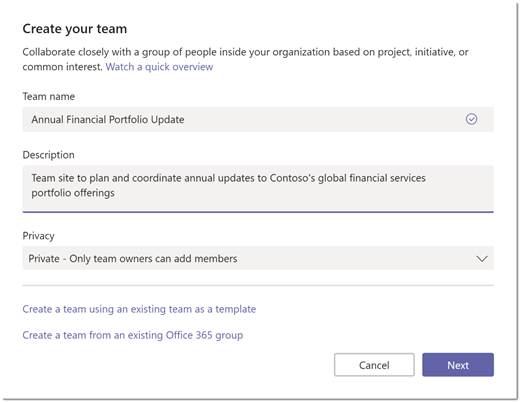 Create your team
Collaborate closely with a group of people inside your organization based on project, initiative, or
common interest. Watch a quick overview
Team name
Annual Financial Portfolio Update
Description
Team site to plan and coordinate annual updates to Contoso's global financial services
portfolio offerings
Privacy
Private - Only team owners can add members
Create a team using an existing team as a template
Create a team from an existing Office 365 group
Cancel Next